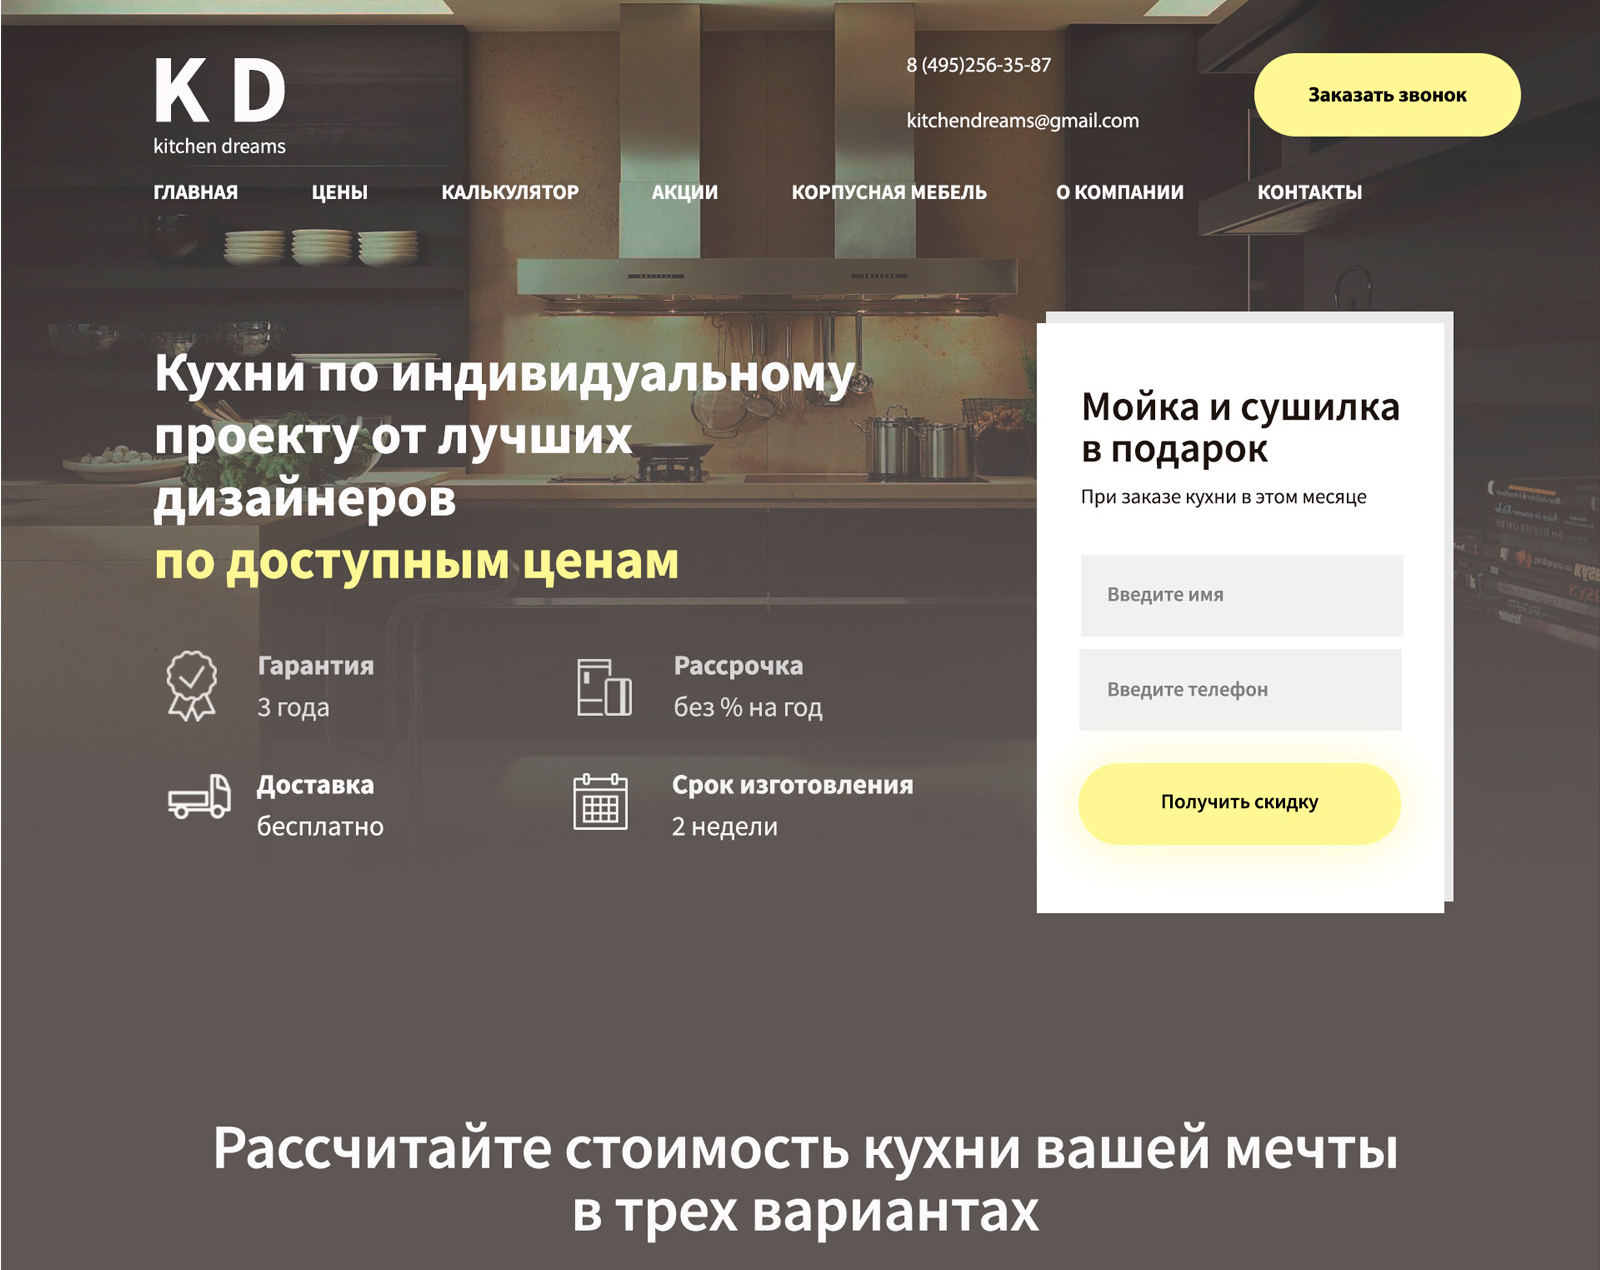 K D
kitchen dreams
8 (495)256-35-87
kitchendreams@gmail.com
Заказать звонок
ГЛАВНАЯ ЦЕНЫ КАЛЬКУЛЯТОР АКЦИИ КОРПУСНАЯ МЕБЕЛЬ О КОМПАНИИ КОНТАКТЫ
Кухни по индивидуальному
проекту от лучших
дизайнеров
по доступным ценам
Гарантия
3 года
Рассрочка
без % на год
Доставка
бесплатно
Срок изготовления
2 недели
Мойка и сушилка
в подарок
При заказе кухни в этом месяце
Введите имя
Введите телефон
Получить скидку
Рассчитайте стоимость кухни вашей мечты
в трех вариантах